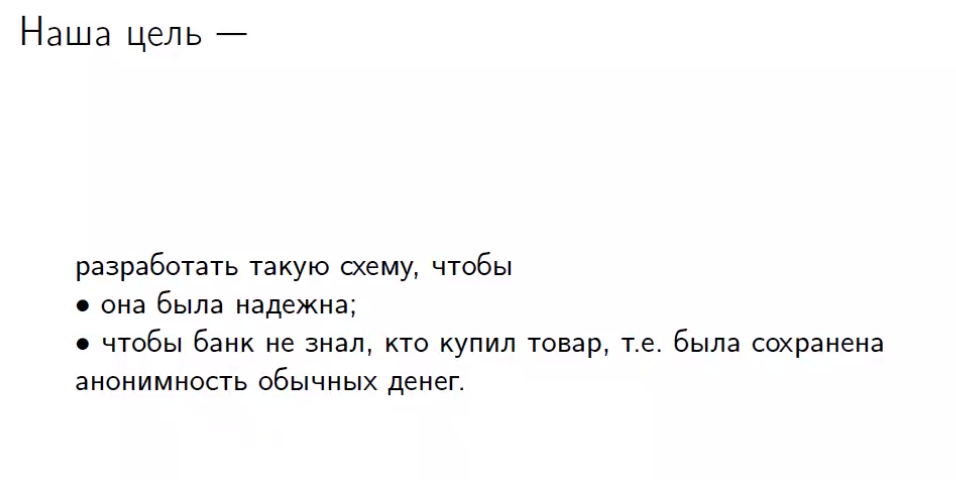 Наша цель —
разработать такую схему, чтобы
• она была надежна;
• чтобы банк не знал, кто купил товар, т.е. была сохранена
анонимность обычных денег.